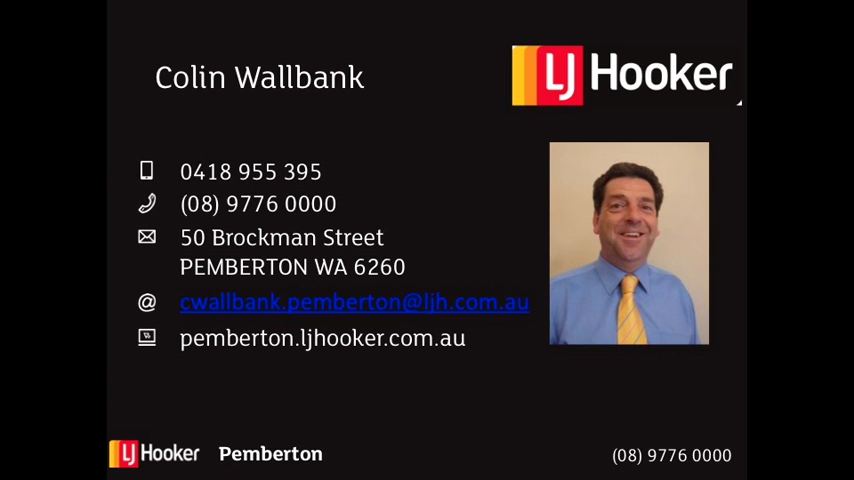 Colin Wallbank
LJ Hooker
0418 955 395
(08) 9776 0000
50 Brockman Street
PEMBERTON WA 6260
@ cwallbank.pemberton@ljh.com.au
pemberton.ljhooker.com.au
LJ Hooker Pemberton
(08) 9776 0000